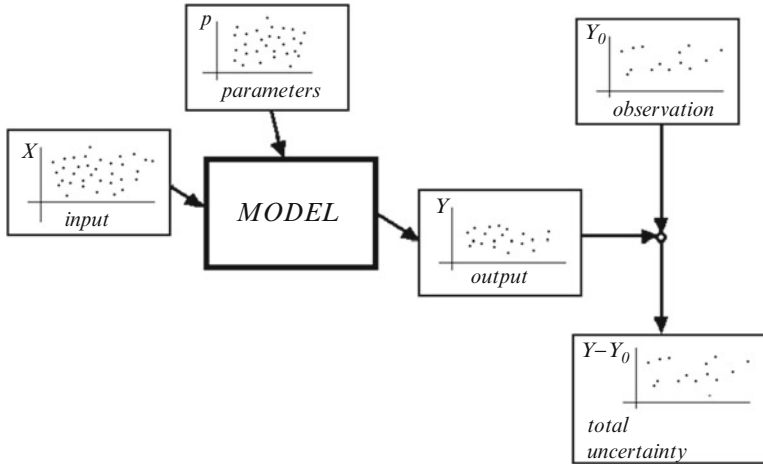 p
parameters
Y0
observation
X
input
MODEL
Y
output
Y–Y0
total
uncertainty